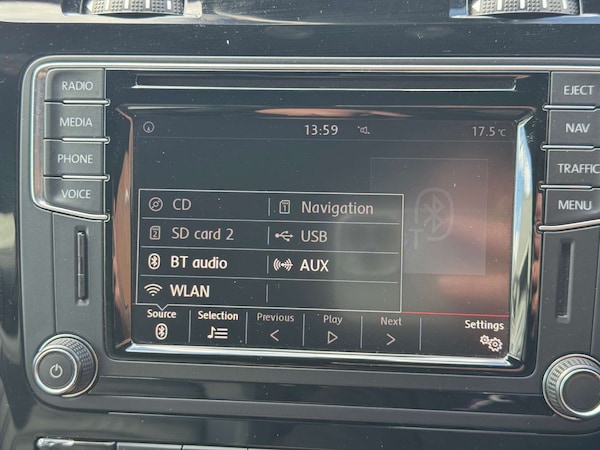 RADIO
MEDIA
PHONE
VOICE
EJECT
NAV
TRAFFIC
MENU
13:59
17.5°C
CD
1 Navigation
SD card 2
USB
BT audio
AUX
WLAN
Source
Selection
Previous
Play
Next
Settings